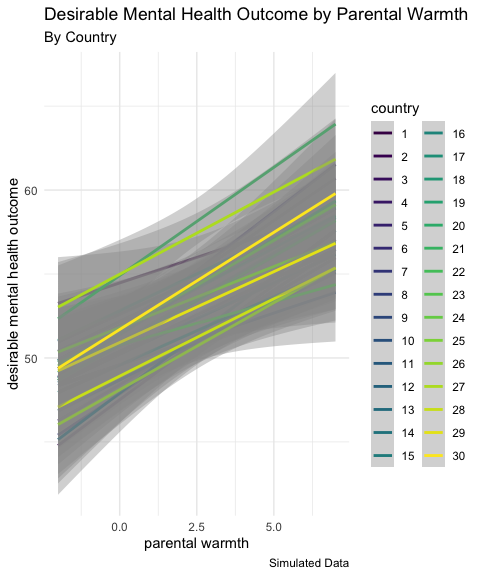 Desirable Mental Health Outcome by Parental Warmth
By Country
desirable mental health outcome
60
50
0.0 2.5 5.0
parental warmth
Simulated Data
country
1 16
2 17
3 18
4 19
5 20
6 21
7 22
8 23
9 24
10 25
11 26
12 27
13 28
14 29
15 30